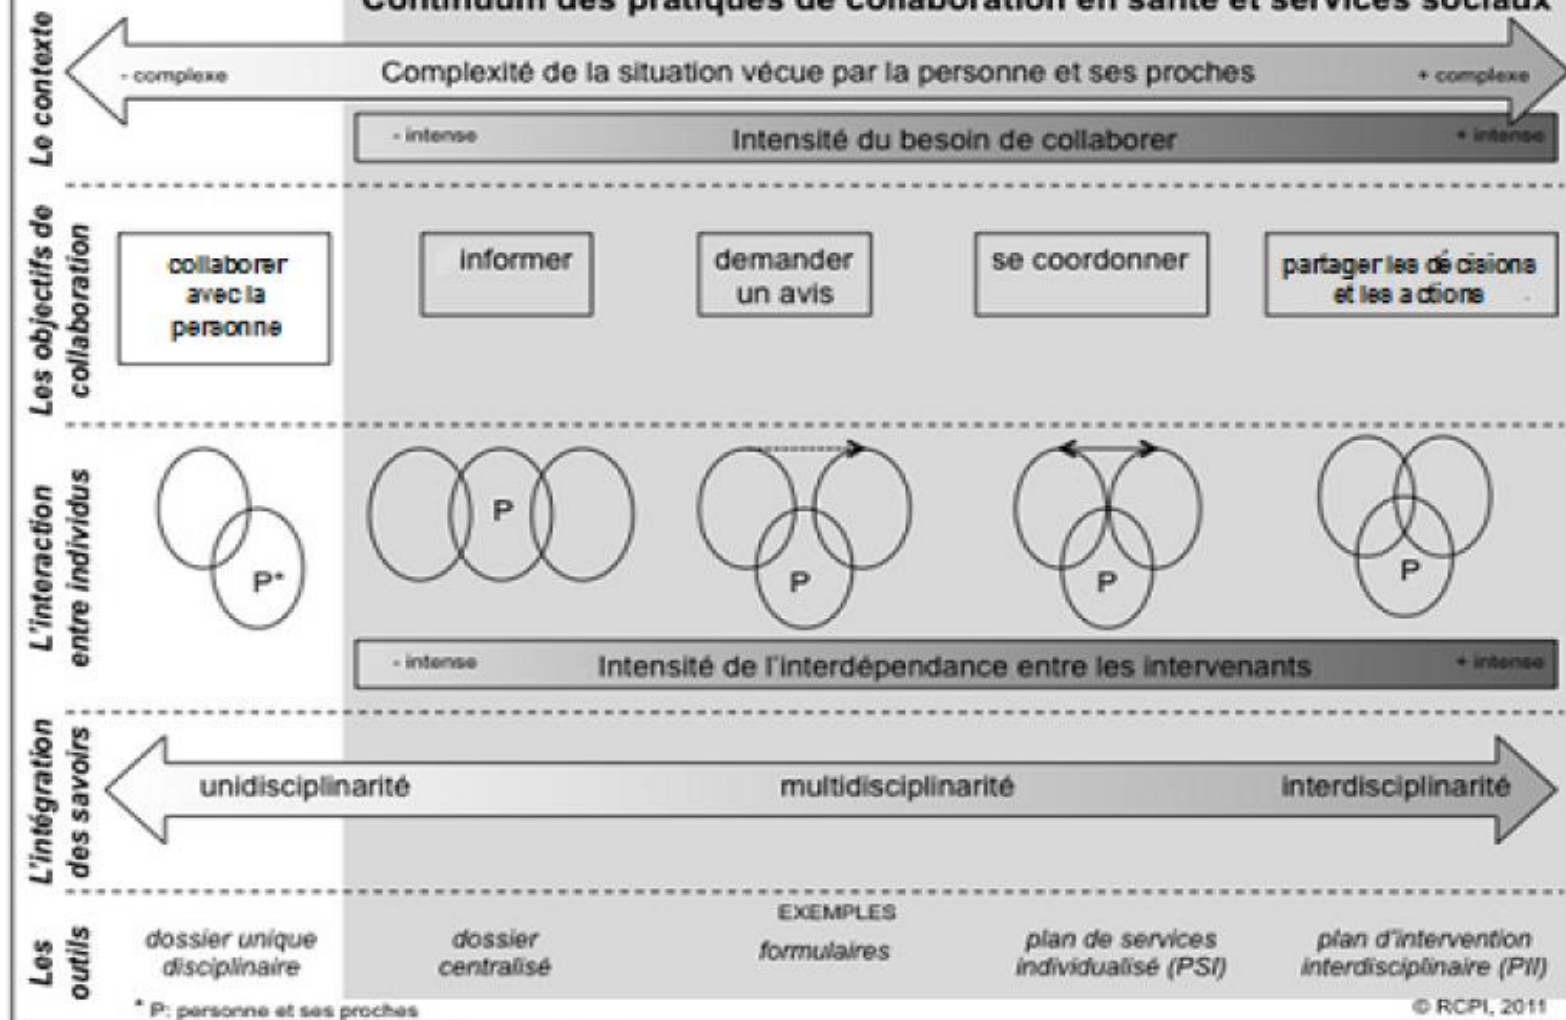 Continuum des pratiques de collaboration en santé et services sociaux
Le contexte
- complexe
Complexité de la situation vécue par la personne et ses proches
+ complexe
- intense
Intensité du besoin de collaborer
+ intense
Les objectifs de
collaboration
collaborer
avec la
personne
informer
demander
un avis
se coordonner
partager les décisions
et les actions
L'interaction
entre individus
P*
P
P
P
P
- intense
Intensité de l'interdépendance entre les intervenants
+ intense
L'intégration
des savoirs
unidisciplinarité
multidisciplinarité
interdisciplinarité
Les
outils
EXEMPLES
dossier unique
disciplinaire
dossier
centralisé
formulaires
plan de services
individualisé (PSI)
plan d'intervention
interdisciplinaire (PII)
* P: personne et ses proches
© RCPI, 2011